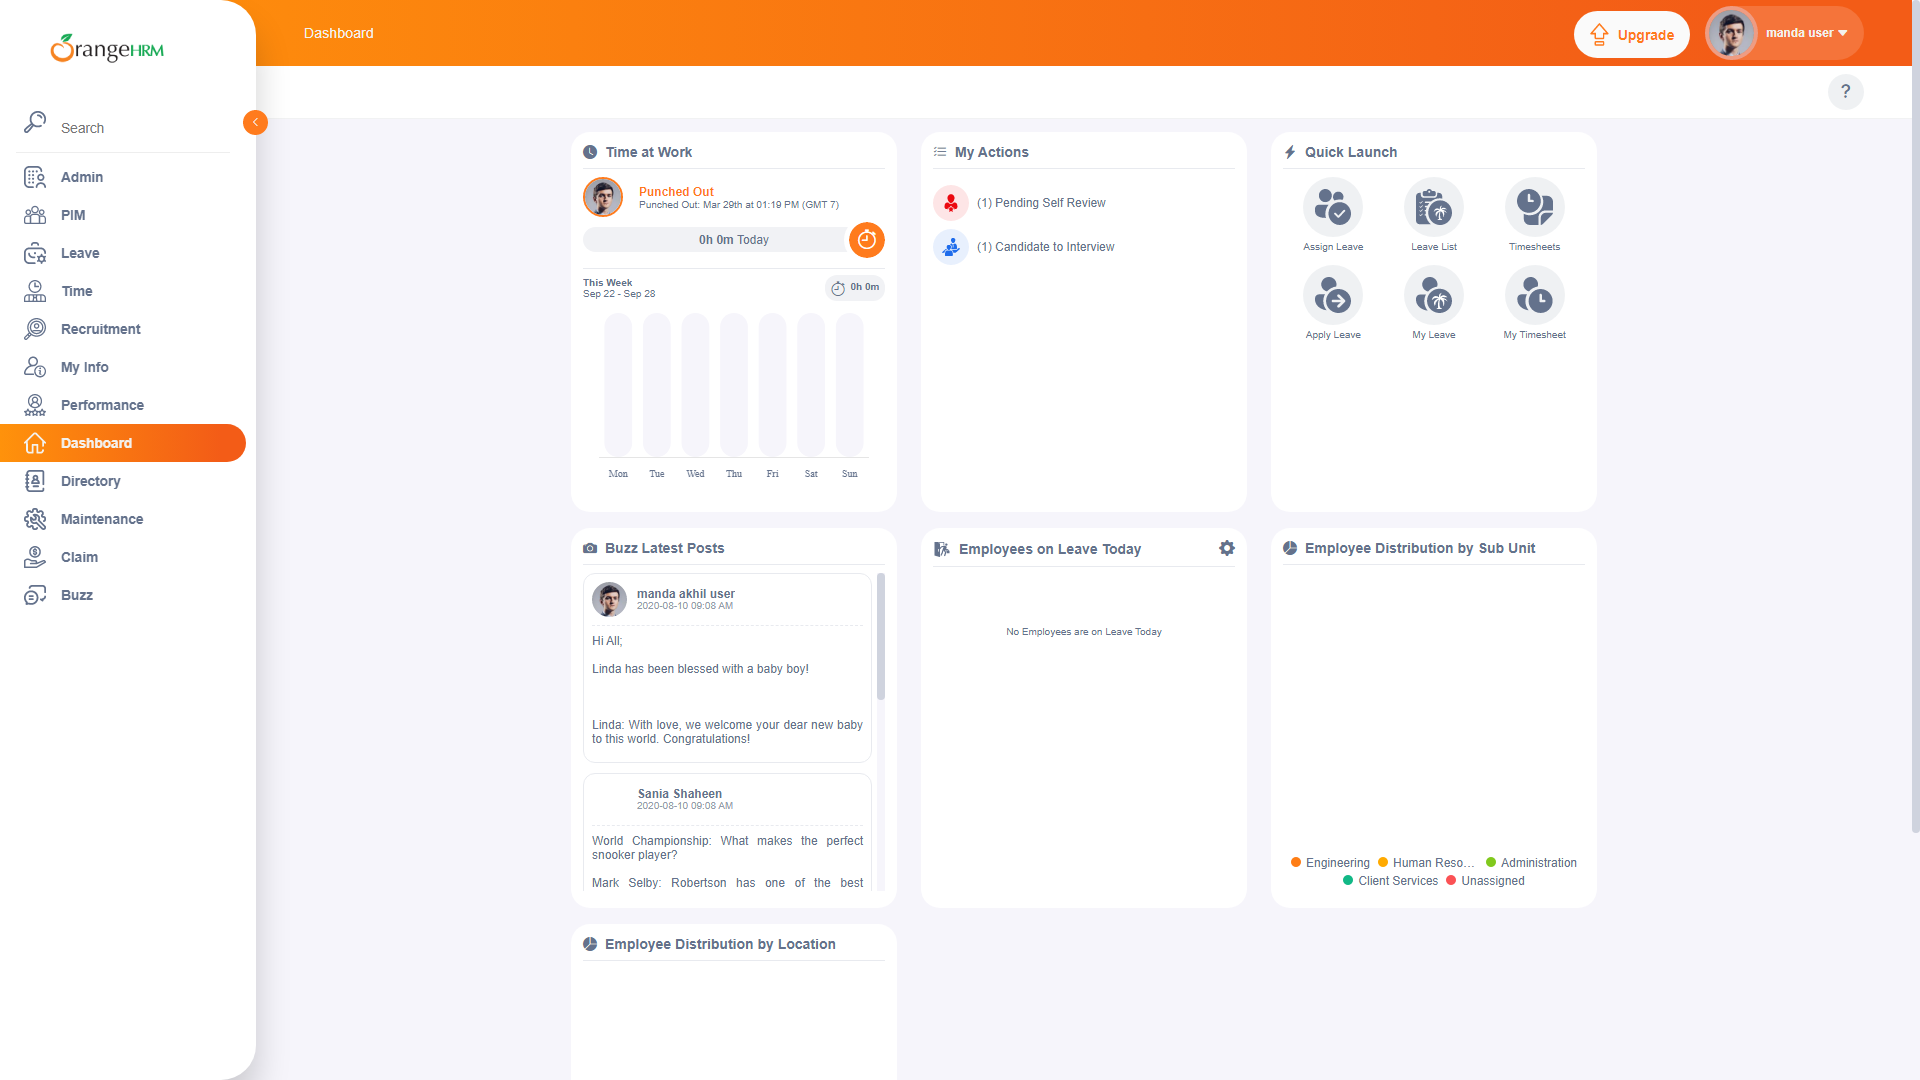 OrangeHRM
Dashboard
Upgrade
manda user
?
Search
Admin
PIM
Leave
Time
Recruitment
My Info
Performance
Dashboard
Directory
Maintenance
Claim
Buzz
Time at Work
Punched Out
Punched Out: Mar 29th at 01:19 PM (GMT 7)
0h 0m Today
This Week
Sep 22 - Sep 28
0h 0m
Mon Tue Wed Thu Fri Sat Sun
My Actions
(1) Pending Self Review
(1) Candidate to Interview
Quick Launch
Assign Leave
Leave List
Timesheets
Apply Leave
My Leave
My Timesheet
Buzz Latest Posts
manda akhil user
2020-08-10 09:08 AM
Hi All;
Linda has been blessed with a baby boy!
Linda: With love, we welcome your dear new baby
to this world. Congratulations!
Sania Shaheen
2020-08-10 09:08 AM
World Championship: What makes the perfect
snooker player?
Mark Selby: Robertson has one of the best
Employees on Leave Today
No Employees are on Leave Today
Employee Distribution by Sub Unit
Engineering Human Reso... Administration
Client Services Unassigned
Employee Distribution by Location